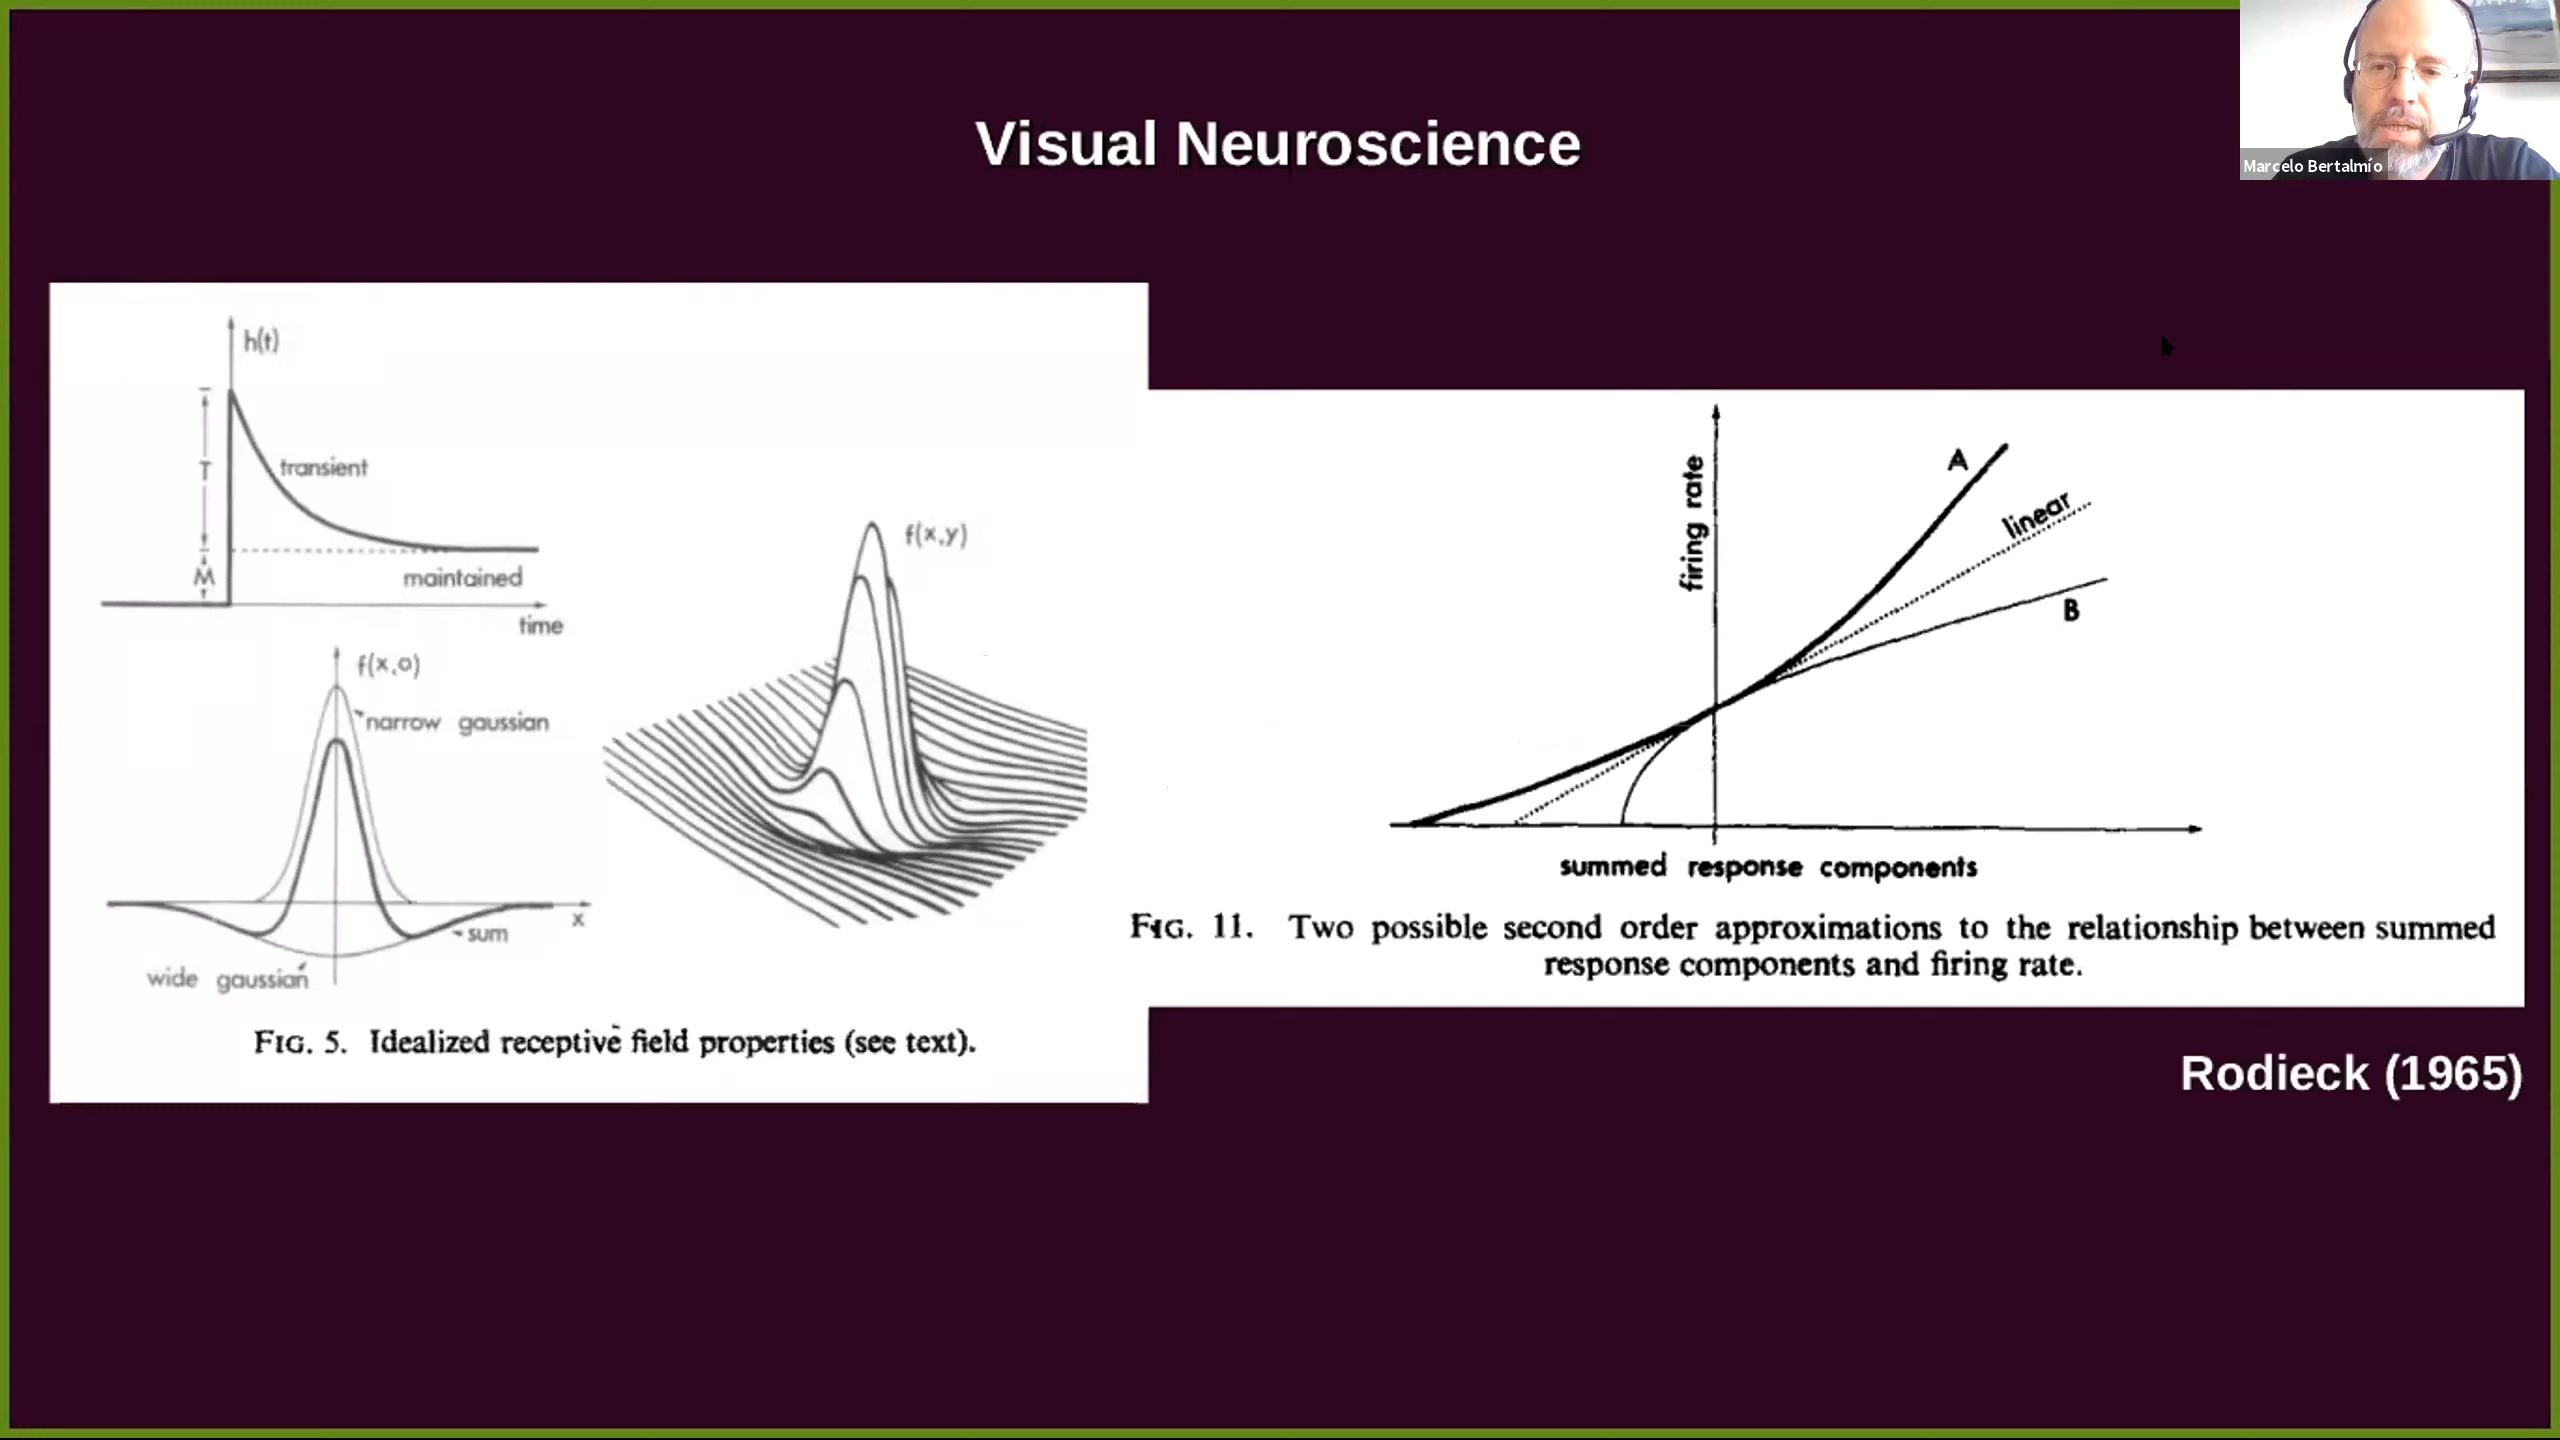 Visual Neuroscience
Marcelo Bertalmío
h(t)
T
transient
M
maintained
time
f(x,o)
narrow gaussian
x
sum
wide gaussian
f(x,y)
FIG. 5. Idealized receptive field properties (see text).
firing rate
A
linear
B
summed response components
FIG. 11. Two possible second order approximations to the relationship between summed
response components and firing rate.
Rodieck (1965)